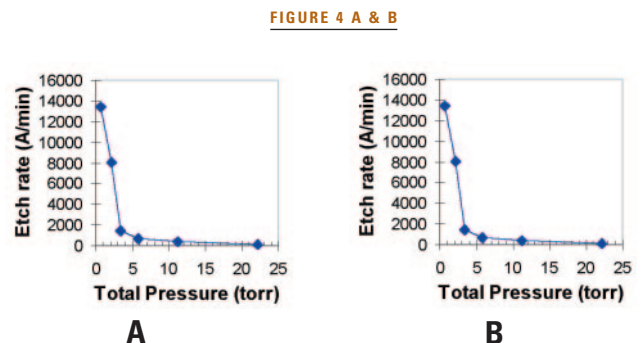 FIGURE 4 A & B
Etch rate (A/min)
16000
14000
12000
10000
8000
6000
4000
2000
0
0 5 10 15 20 25
Total Pressure (torr)
A
Etch rate (A/min)
16000
14000
12000
10000
8000
6000
4000
2000
0
0 5 10 15 20 25
Total Pressure (torr)
B